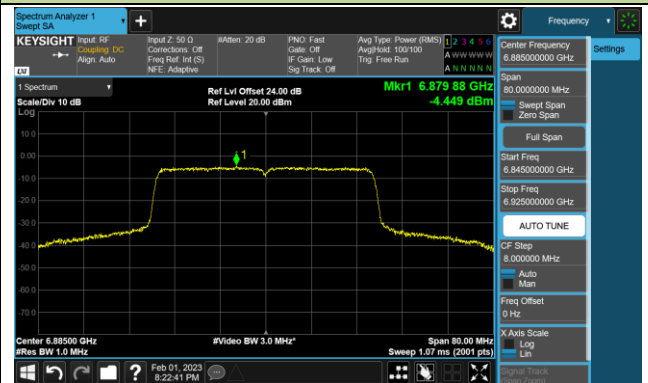 Spectrum Analyzer 1
Swept SA
Frequency
KEYSIGHT
Input: RF
Coupling: DC
Align: Auto
Input Z: 50 Ω
Corrections: Off
Freq Ref: Int (S)
NFE: Adaptive
#Atten: 20 dB
PNO: Fast
Gate: Off
IF Gain: Low
Sig Track: Off
Avg Type: Power (RMS)
Avg|Hold: 100/100
Trig: Free Run
1 2 3 4 5 6
A W W W W W
A N N N N N
LXI
1 Spectrum
Scale/Div 10 dB
Log
Ref Lvl Offset 24.00 dB
Ref Level 20.00 dBm
Mkr1 6.879 88 GHz
-4.449 dBm
10.0
0.00
-10.0
-20.0
-30.0
-40.0
-50.0
-60.0
-70.0
1
Center 6.88500 GHz
#Res BW 1.0 MHz
#Video BW 3.0 MHz*
Span 80.00 MHz
Sweep 1.07 ms (2001 pts)
Feb 01, 2023
8:22:41 PM
Center Frequency
6.885000000 GHz
Settings
Span
80.0000000 MHz
Swept Span
Zero Span
Full Span
Start Freq
6.845000000 GHz
Stop Freq
6.925000000 GHz
AUTO TUNE
CF Step
8.000000 MHz
Auto
Man
Freq Offset
0 Hz
X Axis Scale
Log
Lin
Signal Track
(Span Zoom)